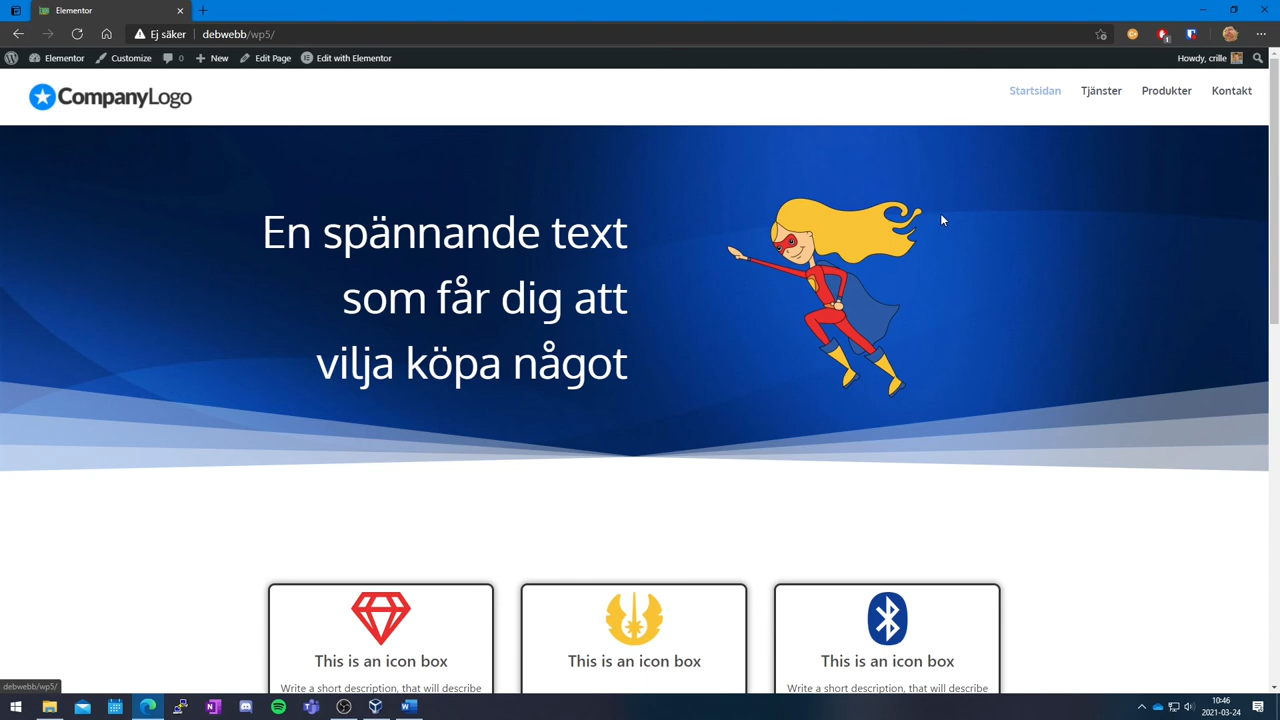 Elementor
Ej säker
debwebb/wp5/
1
Elementor
Customize
0
New
Edit Page
Edit with Elementor
Howdy, crille
CompanyLogo
Startsidan
Tjänster
Produkter
Kontakt
En spännande text
som får dig att
vilja köpa något
This is an icon box
This is an icon box
This is an icon box
Write a short description, that will describe
Write a short description, that will describe
debwebb/wp5/
10:46
2021-03-24